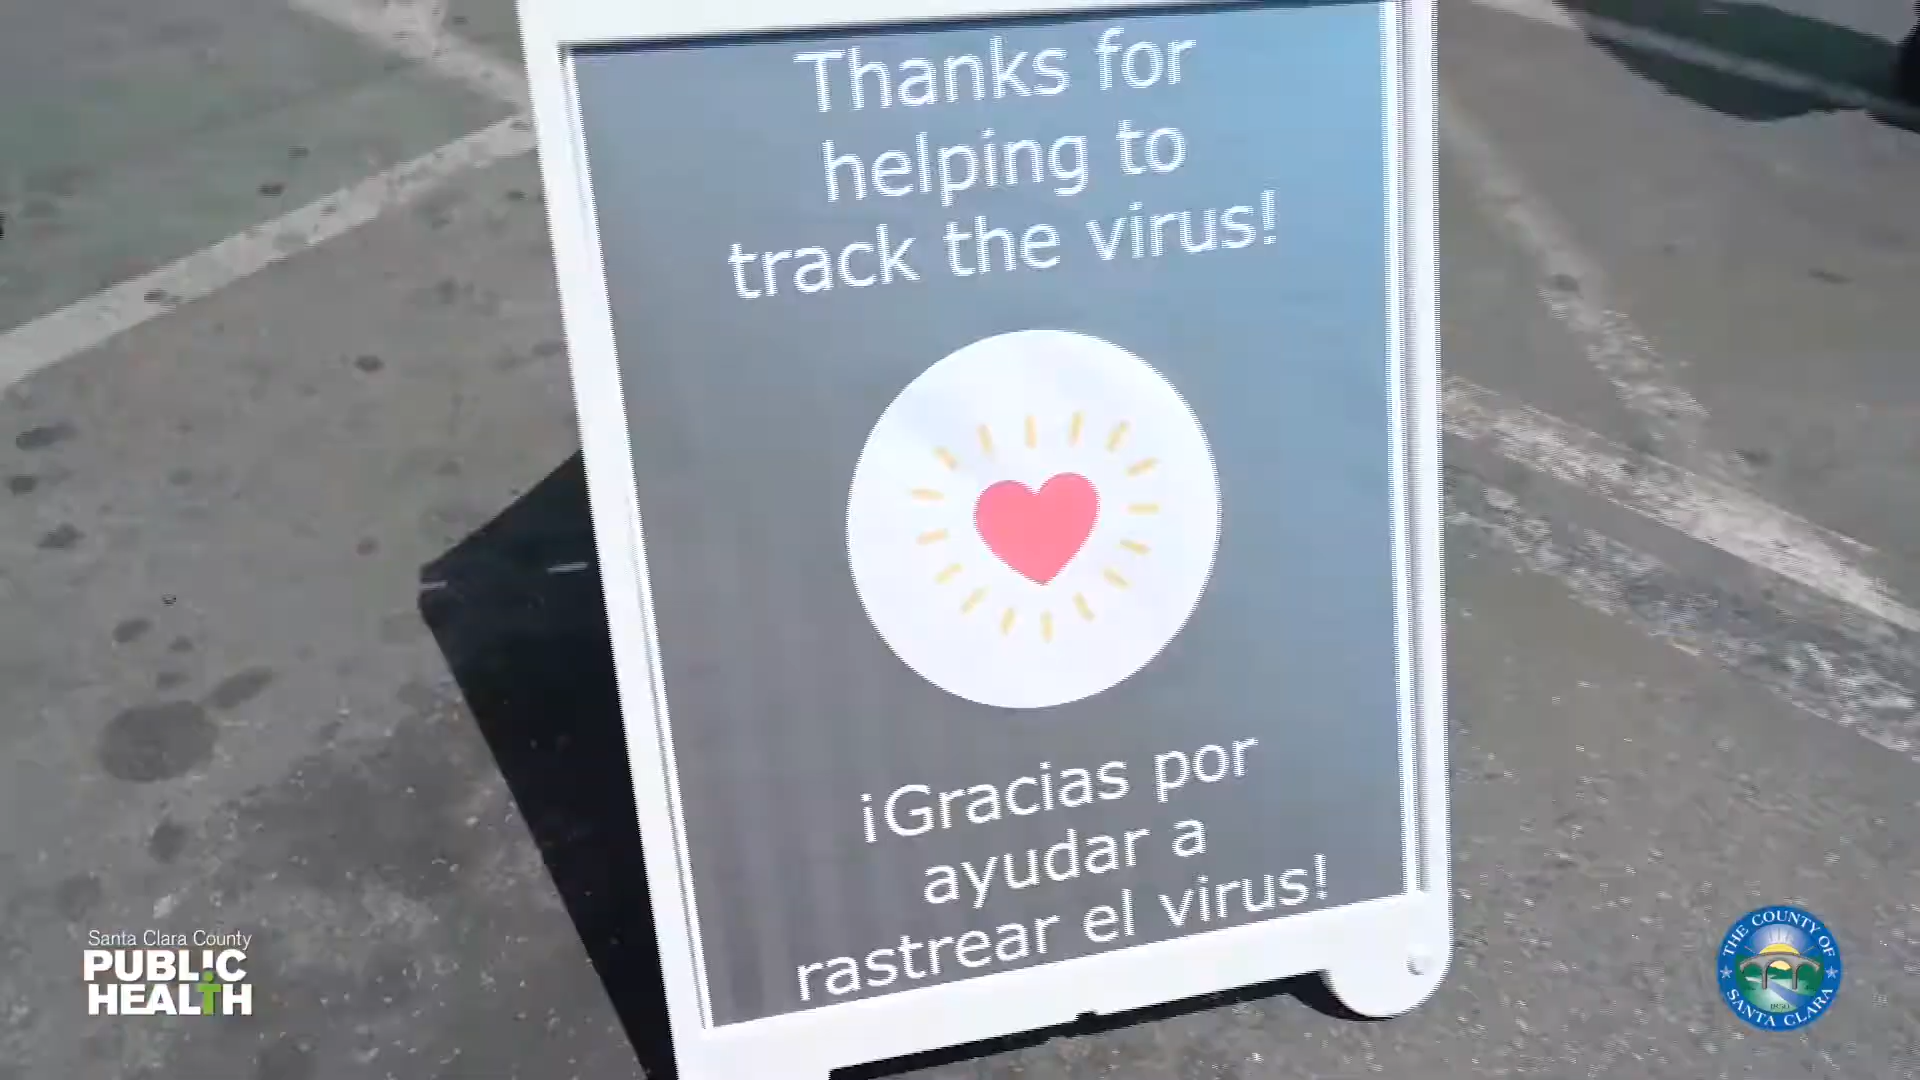 Thanks for
helping to
track the virus!
¡Gracias por
ayudar a
rastrear el virus!
Santa Clara County
PUBLIC
HEALTH
THE COUNTY OF
SANTA CLARA
1850